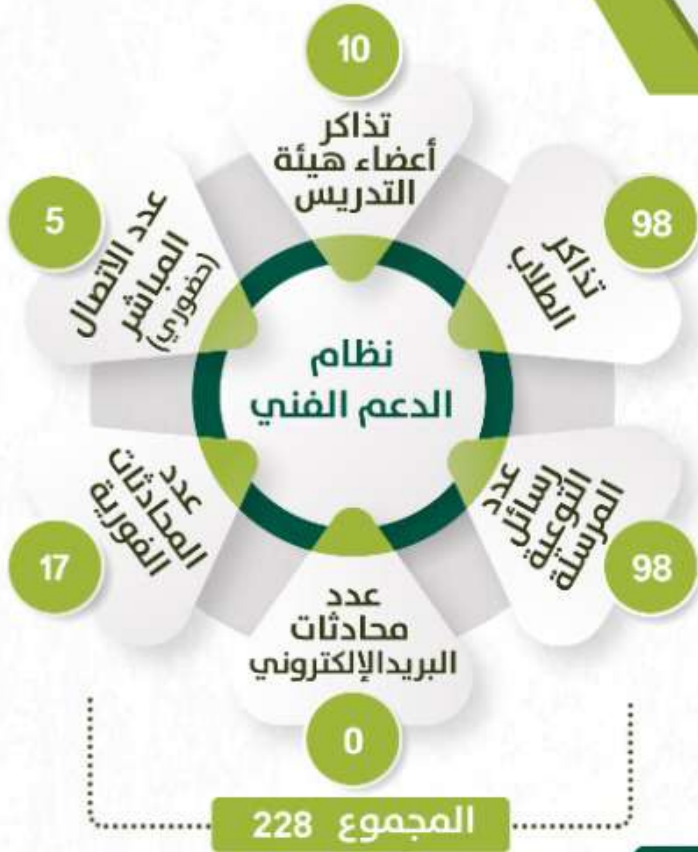 10
تذاكر
أعضاء هيئة
التدريس
98
تذاكر
الطلاب
5
عدد الاتصال
المباشر
(حضوري)
نظام
الدعم الفني
17
عدد
المحادثات
الفورية
98
عدد
رسائل
التوعية
المرسلة
عدد
محادثات
البريدالإلكتروني
0
المجموع 228